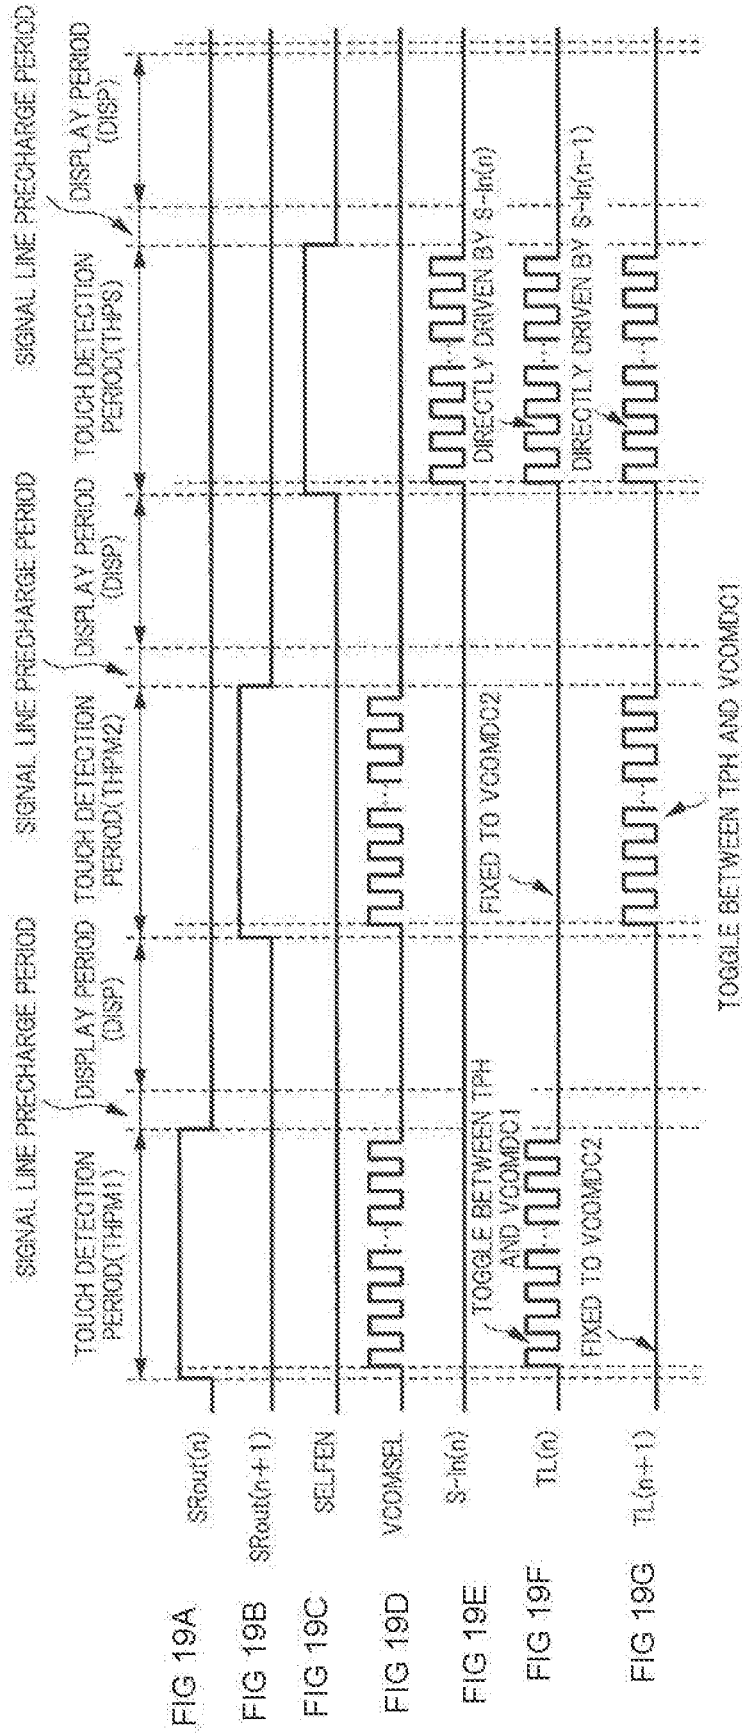 SIGNAL LINE PRECHARGE PERIOD
SIGNAL LINE PRECHARGE PERIOD
SIGNAL LINE PRECHARGE PERIOD
TOUCH DETECTION
PERIOD(THPM1)
DISPLAY PERIOD
(DISP)
TOUCH DETECTION
PERIOD(THPM2)
DISPLAY PERIOD
(DISP)
TOUCH DETECTION
PERIOD(THPS)
DISPLAY PERIOD
(DISP)
FIG 19A SRout(n)
FIG 19B SRout(n+1)
FIG 19C SELFEN
FIG 19D VCOMSEL
FIG 19E S-In(n)
TOGGLE BETWEEN TPH
AND VCOMDC1
FIXED TO VCOMDC2
DIRECTLY DRIVEN BY S-In(n)
FIG 19F TL(n)
FIXED TO VCOMDC2
DIRECTLY DRIVEN BY S-In(n-1)
FIG 19G TL(n+1)
TOGGLE BETWEEN TPH AND VCOMDC1